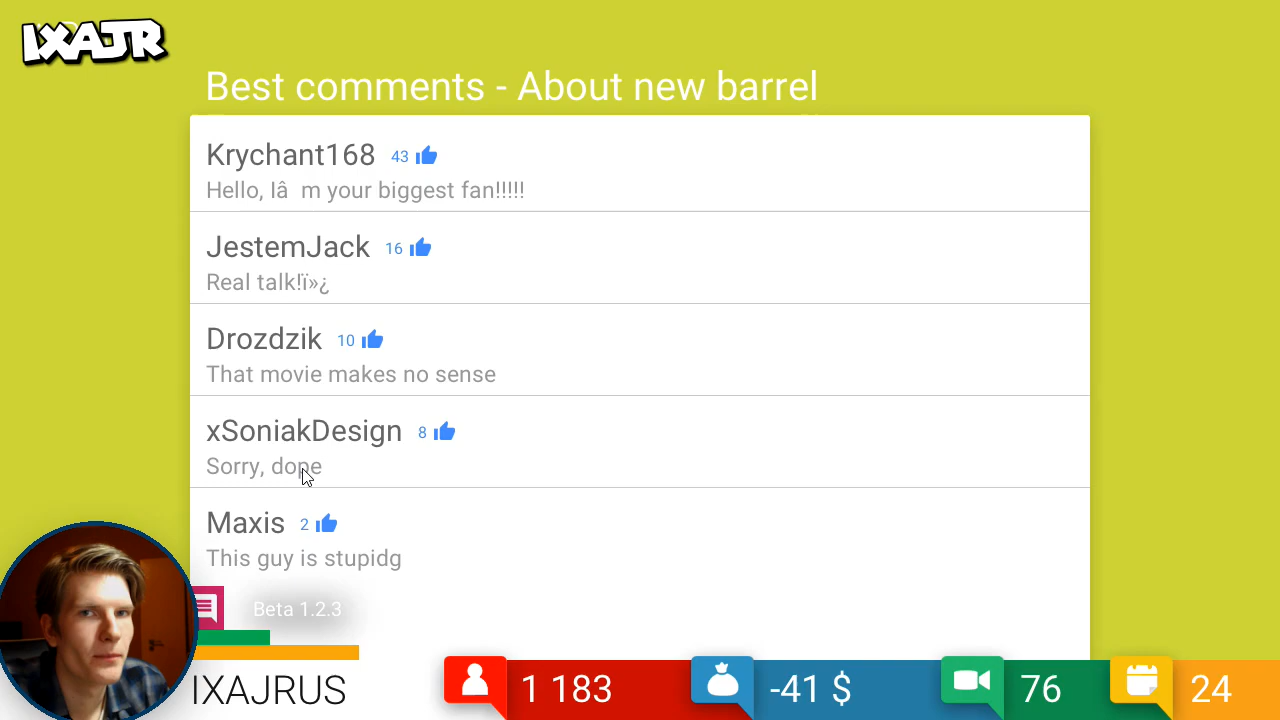 IXAJR
Best comments - About new barrel
Krychant168 43
Hello, Iâ  m your biggest fan!!!!!
JestemJack 16
Real talk!ï»¿
Drozdzik 10
That movie makes no sense
xSoniakDesign 8
Sorry, dope
Maxis 2
This guy is stupidg
Beta 1.2.3
IXAJRUS
1 183
-41 $
76
24